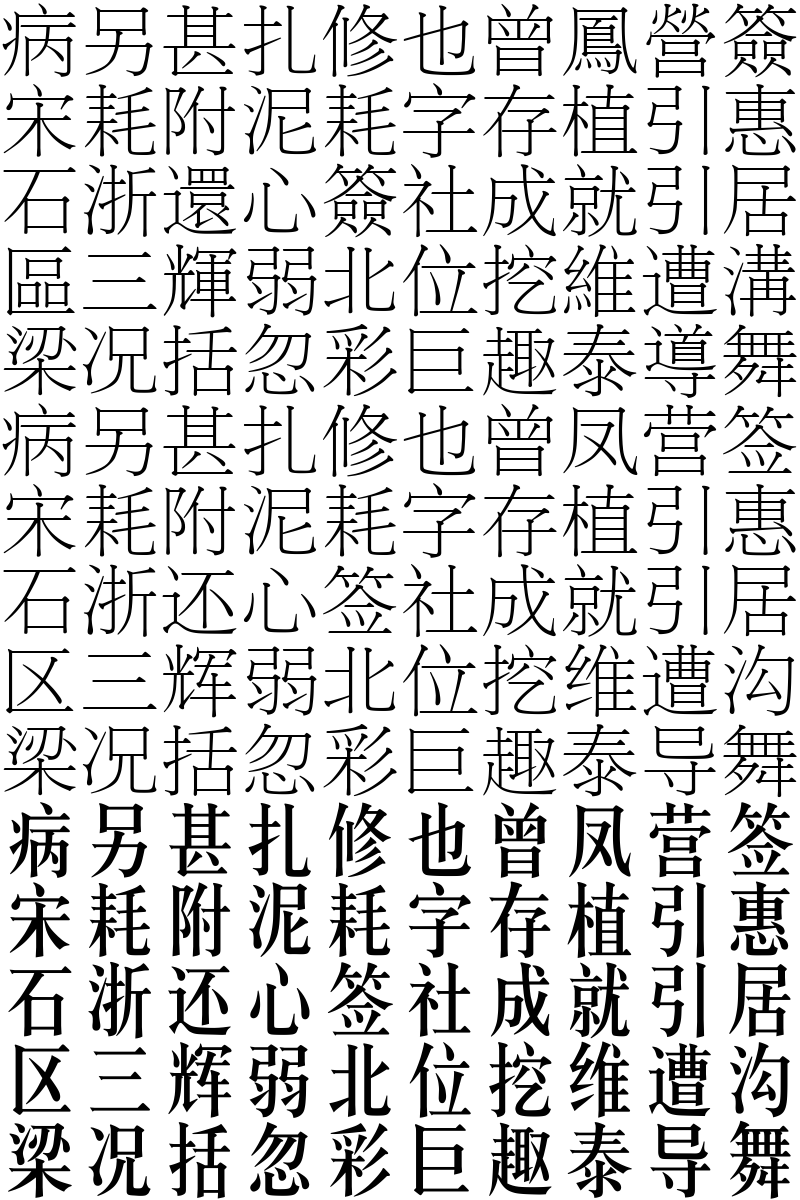 病另甚扎修也曾鳳營簽
宋耗附泥耗字存植引惠
石浙還心簽社成就引居
區三輝弱北位挖維遭溝
梁况括忽彩巨趣泰導舞
病另甚扎修也曾凤营签
宋耗附泥耗字存植引惠
石浙还心签社成就引居
区三辉弱北位挖维遭沟
梁况括忽彩巨趣泰导舞
病另甚扎修也曾凤营签
宋耗附泥耗字存植引惠
石浙还心签社成就引居
区三辉弱北位挖维遭沟
梁况括忽彩巨趣泰导舞